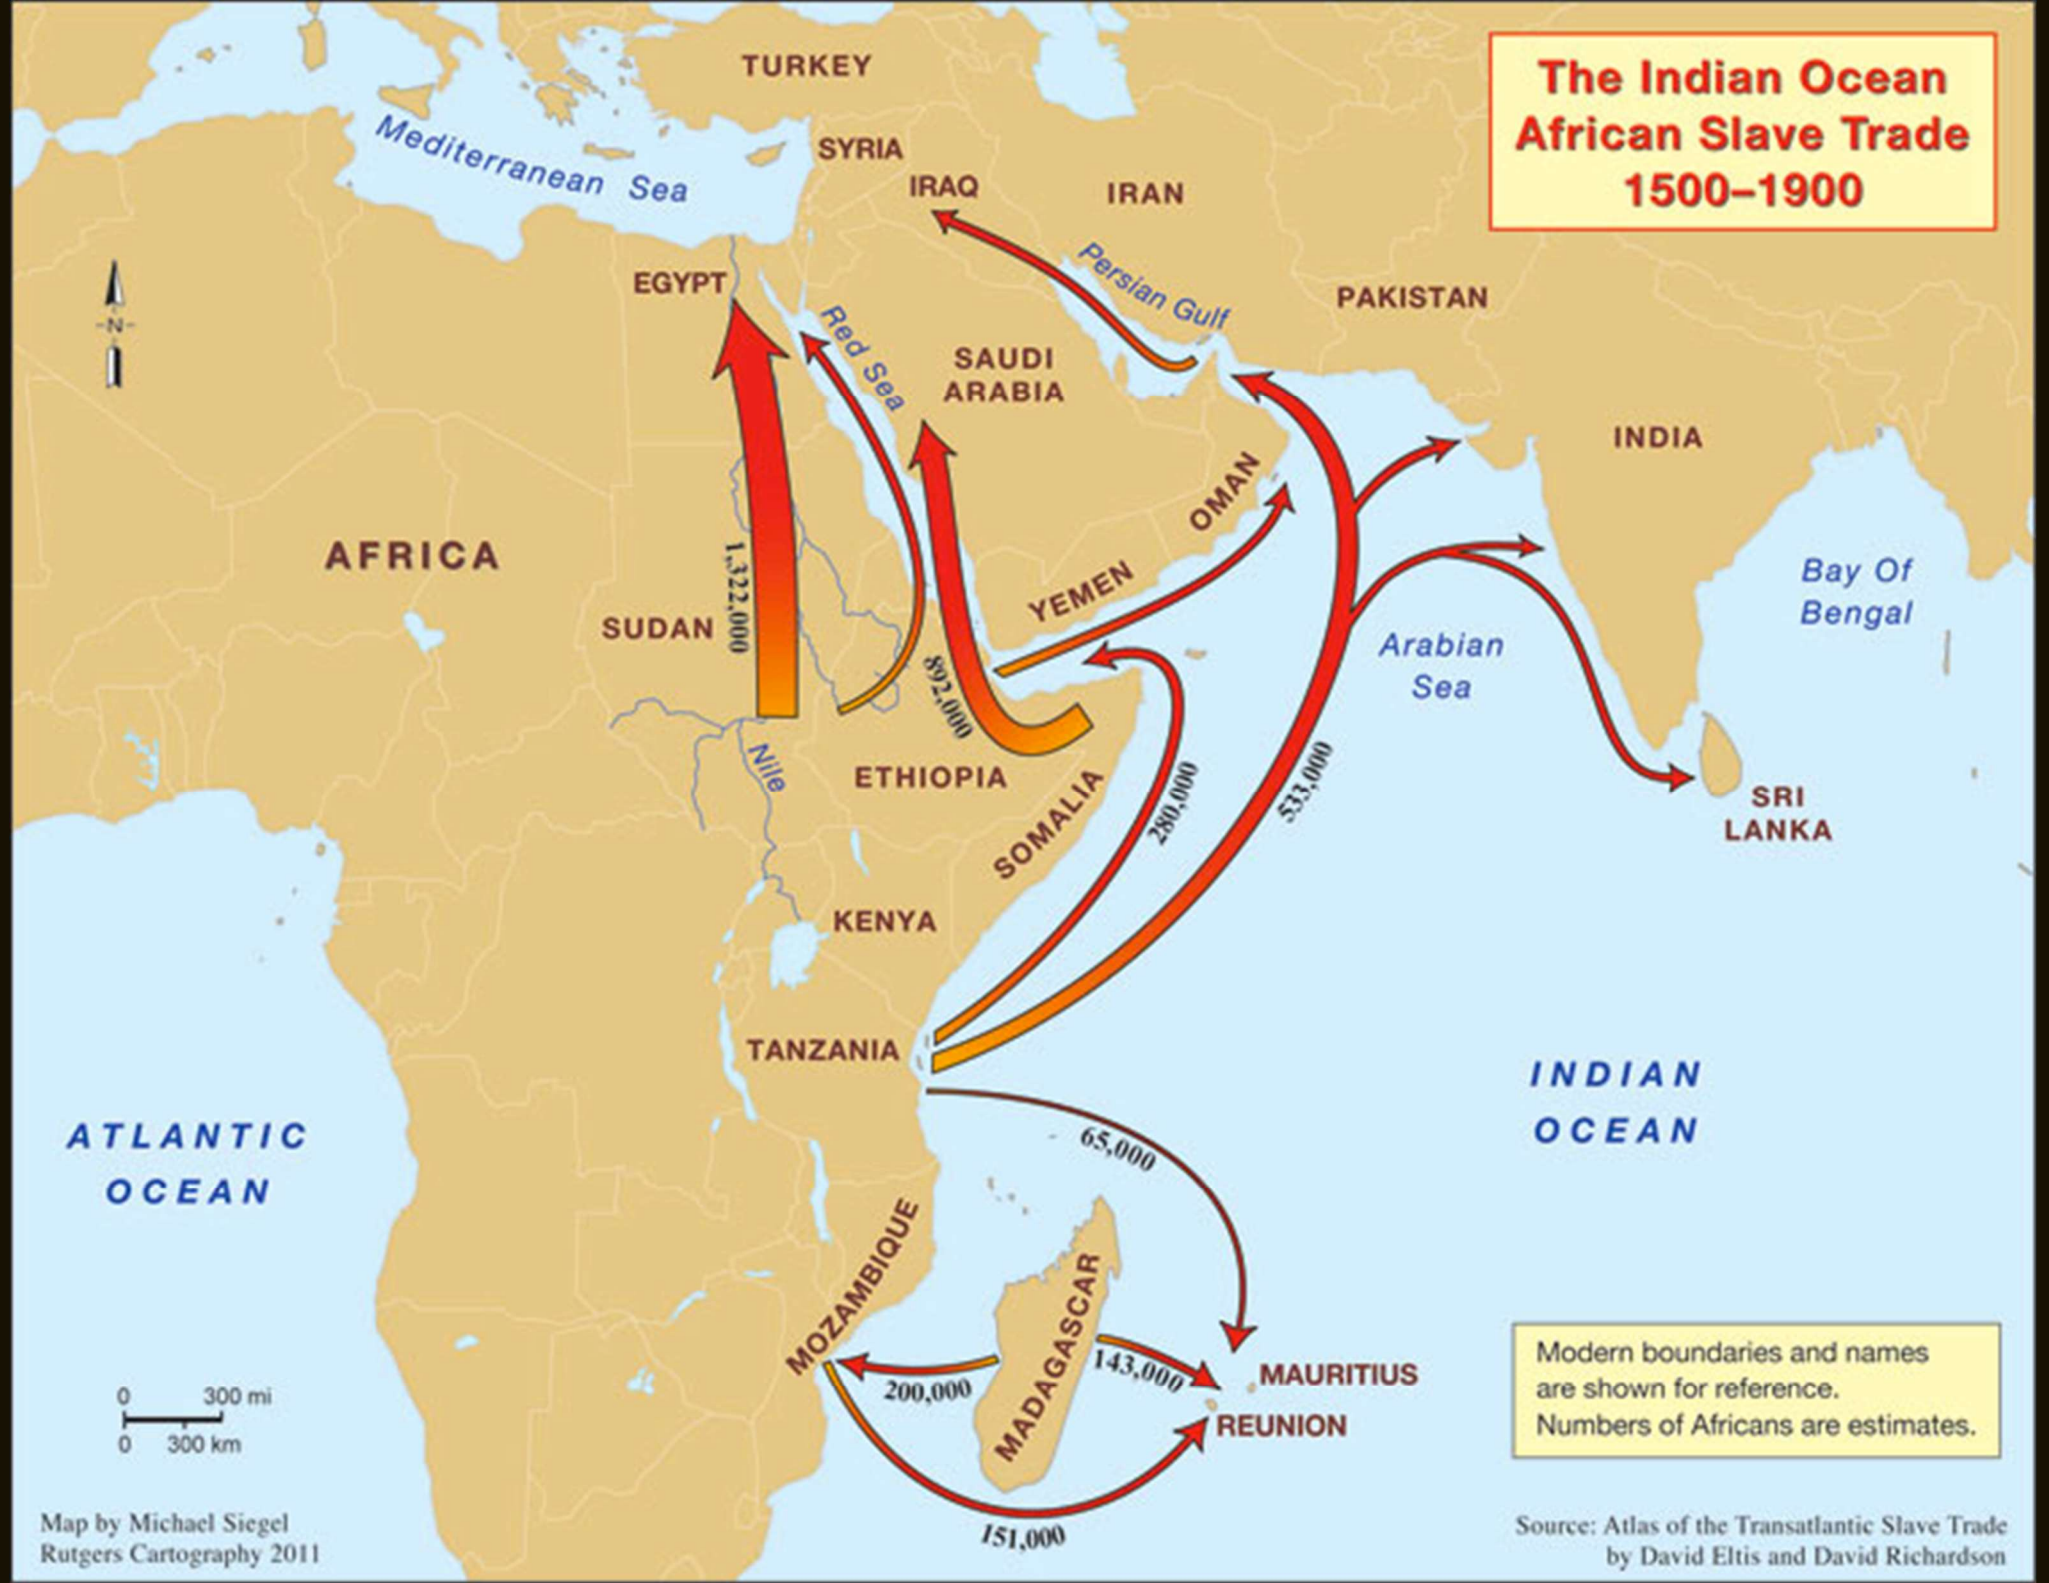 The Indian Ocean
African Slave Trade
1500–1900
TURKEY
Mediterranean Sea
SYRIA
IRAQ
IRAN
Persian Gulf
PAKISTAN
EGYPT
N
Red Sea
SAUDI
ARABIA
OMAN
INDIA
AFRICA
1,322,000
SUDAN
YEMEN
892,000
Arabian
Sea
Bay Of
Bengal
Nile
ETHIOPIA
SOMALIA
280,000
533,000
SRI
LANKA
KENYA
TANZANIA
INDIAN
OCEAN
ATLANTIC
OCEAN
65,000
MOZAMBIQUE
MADAGASCAR
200,000
143,000
MAURITIUS
REUNION
151,000
0 300 mi
0 300 km
Modern boundaries and names
are shown for reference.
Numbers of Africans are estimates.
Map by Michael Siegel
Rutgers Cartography 2011
Source: Atlas of the Transatlantic Slave Trade
by David Eltis and David Richardson